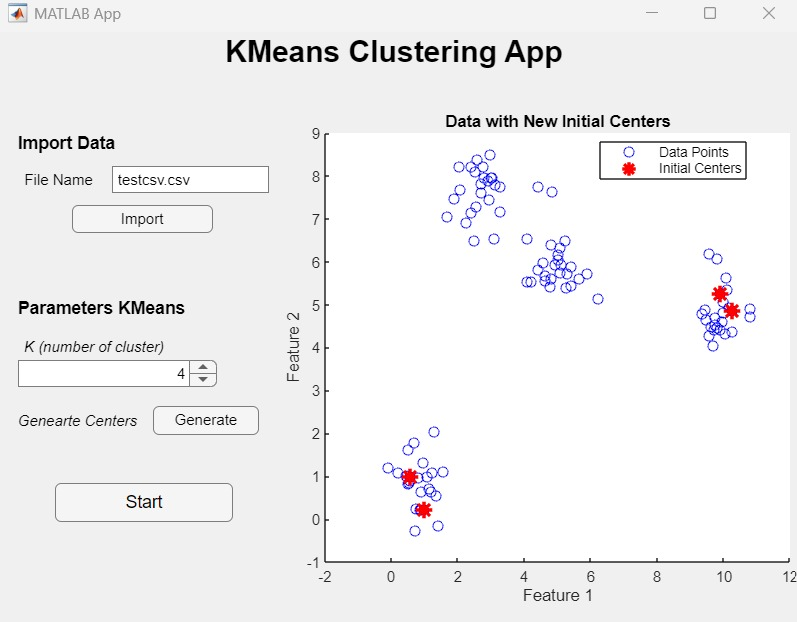 MATLAB App
KMeans Clustering App
Import Data
File Name
testcsv.csv
Import
Parameters KMeans
K (number of cluster)
4
Genearte Centers
Generate
Start
Data with New Initial Centers
Data Points
Initial Centers
9
8
7
6
5
4
3
2
1
0
-1
Feature 2
-2
0
2
4
6
8
10
12
Feature 1